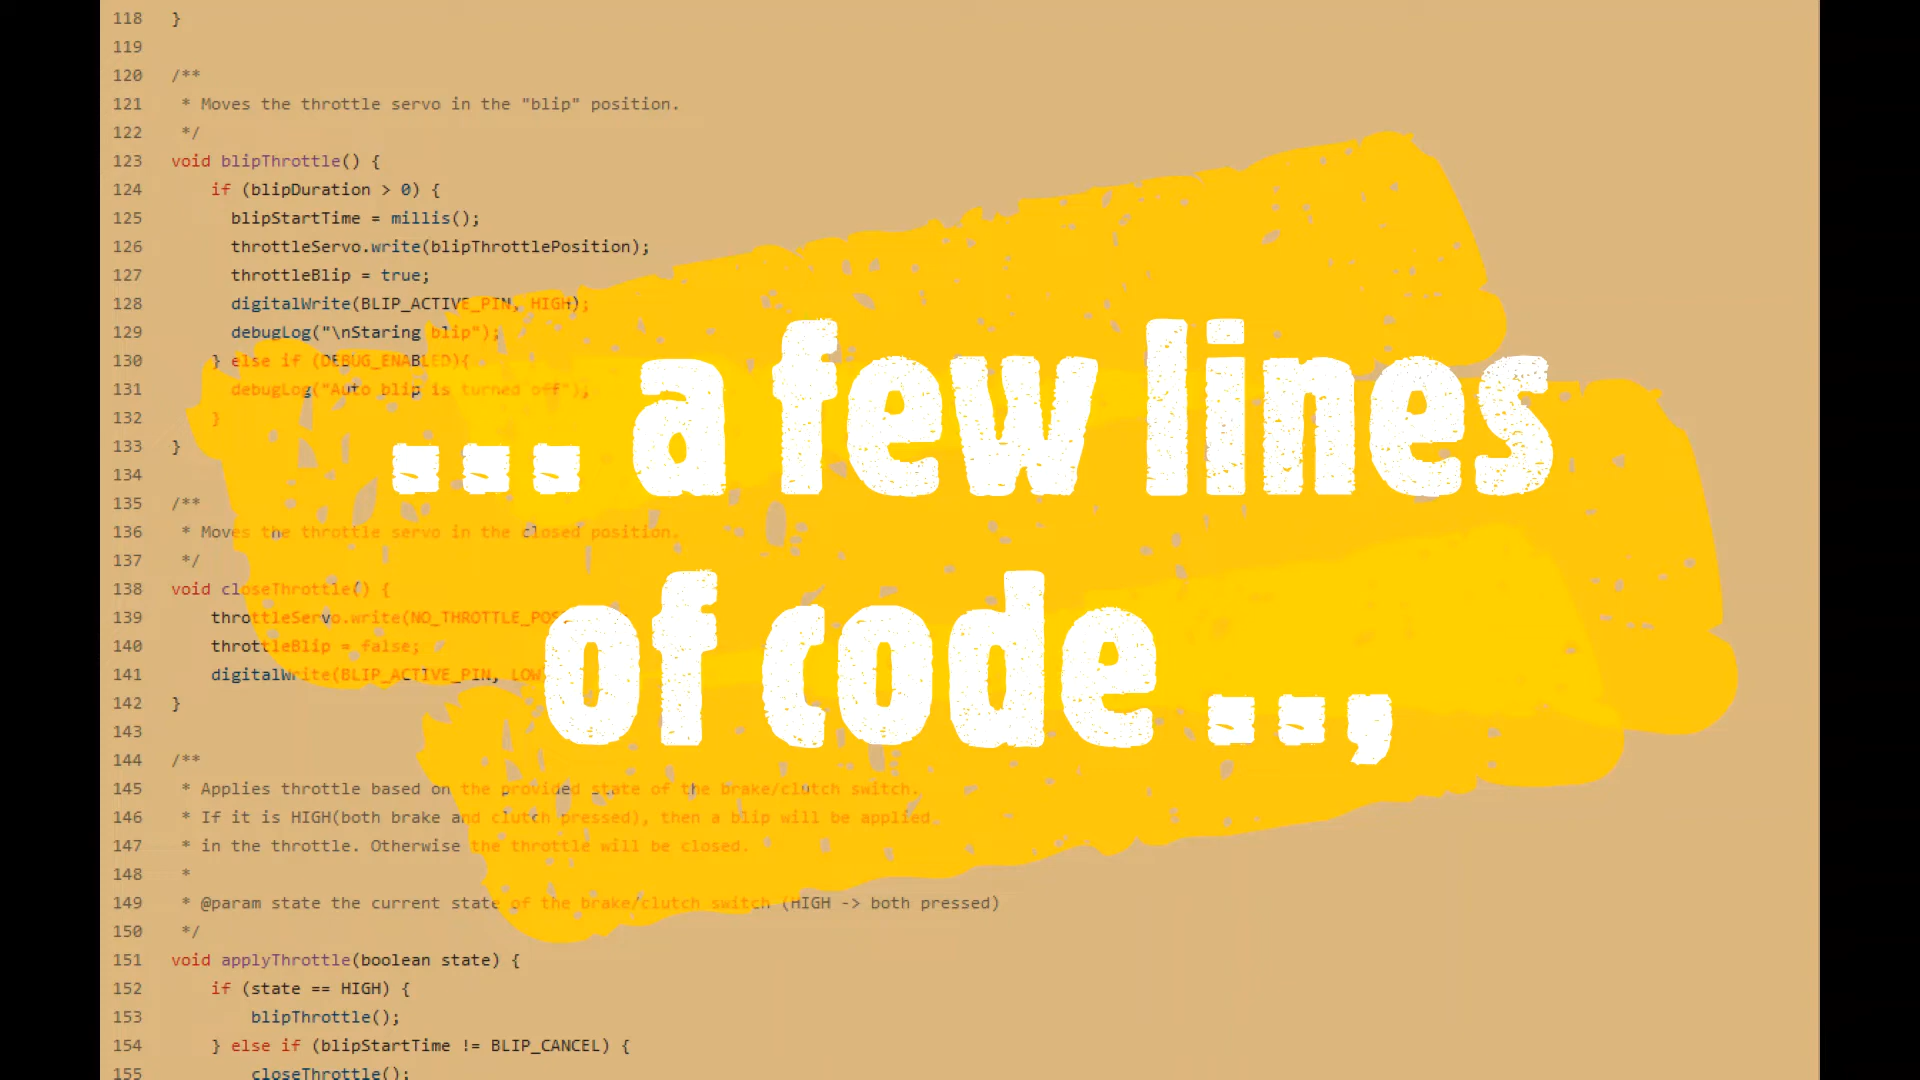 118 }
119
120 /**
121 * Moves the throttle servo in the "blip" position.
122 */
123 void blipThrottle() {
124 if (blipDuration > 0) {
125 blipStartTime = millis();
126 throttleServo.write(blipThrottlePosition);
127 throttleBlip = true;
128 digitalWrite(BLIP_ACTIVE_PIN, HIGH);
129 debugLog("\nStaring blip");
130 } else if (DEBUG_ENABLED){
131 debugLog("Auto blip is turned off");
132 }
133 }
134
135 /**
136 * Moves the throttle servo in the closed position.
137 */
138 void closeThrottle() {
139 throttleServo.write(NO_THROTTLE_POS
140 throttleBlip = false;
141 digitalWrite(BLIP_ACTIVE_PIN, LOW)
142 }
143
144 /**
145 * Applies throttle based on the provided state of the brake/clutch switch.
146 * If it is HIGH(both brake and clutch pressed), then a blip will be applied
147 * in the throttle. Otherwise the throttle will be closed.
148 *
149 * @param state the current state of the brake/clutch switch (HIGH -> both pressed)
150 */
151 void applyThrottle(boolean state) {
152 if (state == HIGH) {
153 blipThrottle();
154 } else if (blipStartTime != BLIP_CANCEL) {
155 closeThrottle();
... a few lines
of code ..,